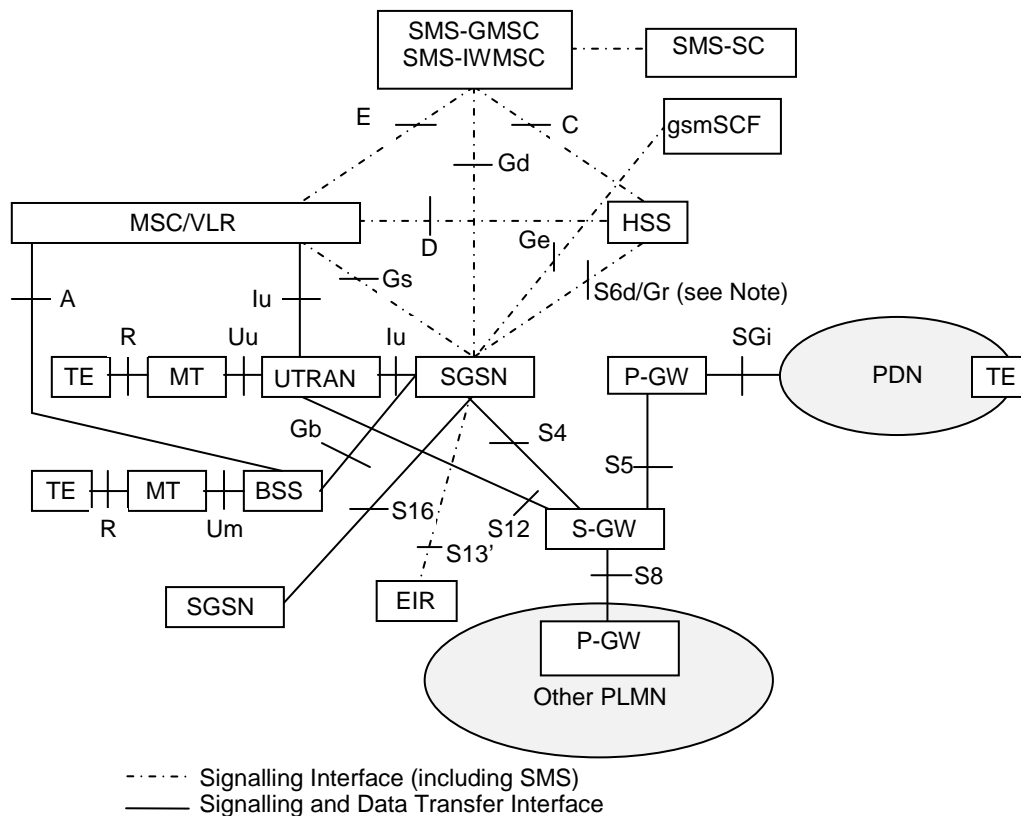 SMS-GMSC
SMS-IWMSC
SMS-SC
gsmSCF
E
C
Gd
MSC/VLR
D
HSS
Ge
Gs
S6d/Gr (see Note)
A
Iu
SGi
R
Uu
Iu
TE
MT
UTRAN
SGSN
P-GW
PDN
TE
Gb
S4
S5
TE
MT
BSS
R
Um
S16
S12
S-GW
S13’
S8
SGSN
EIR
P-GW
Other PLMN
Signalling Interface (including SMS)
Signalling and Data Transfer Interface